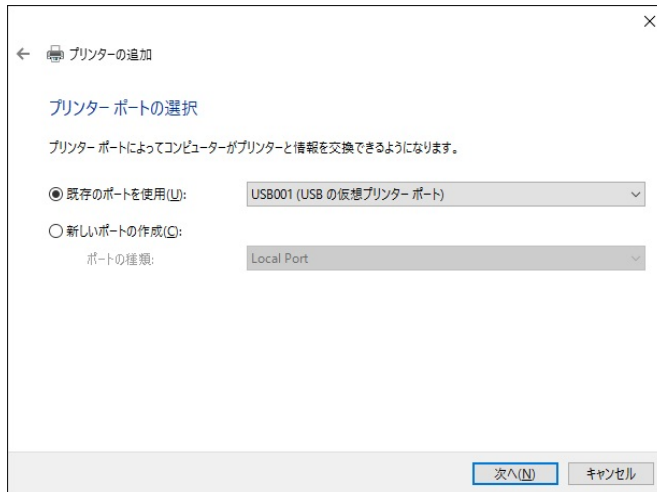 プリンターの追加
プリンター ポートの選択
プリンター ポートによってコンピューターがプリンターと情報を交換できるようになります。
既存のポートを使用(U): USB001 (USB の仮想プリンター ポート)
新しいポートの作成(C):
ポートの種類: Local Port
次へ(N) キャンセル